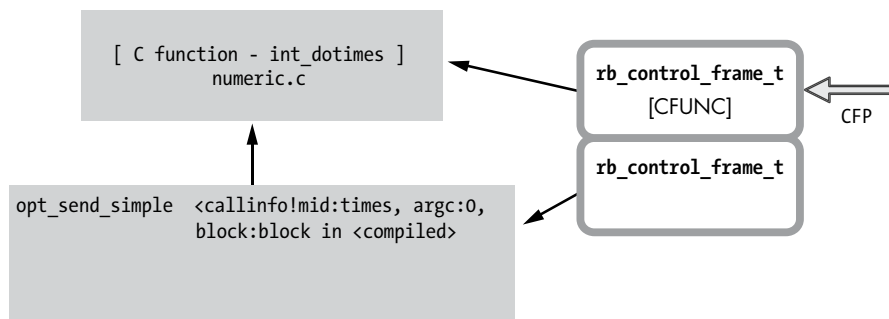 [ C function - int_dotimes ]
numeric.c
rb_control_frame_t
[CFUNC]
CFP
rb_control_frame_t
opt_send_simple <callinfo!mid:times, argc:0,
block:block in <compiled>